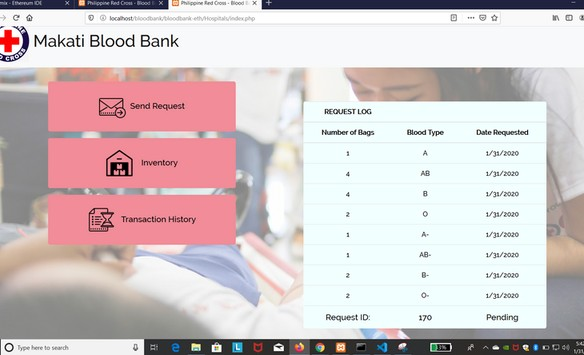 mix - Ethereum IDE
Philippine Red Cross - Blood B
Philippine Red Cross - Blood B
localhost/bloodbank/bloodbank-eth/Hospitals/index.php
CROSS
Makati Blood Bank
Send Request
Inventory
Transaction History
REQUEST LOG
Number of Bags Blood Type Date Requested
1 A 1/31/2020
4 AB 1/31/2020
4 B 1/31/2020
2 O 1/31/2020
1 A- 1/31/2020
1 AB- 1/31/2020
2 B- 1/31/2020
2 O- 1/31/2020
Request ID: 170 Pending
Type here to search